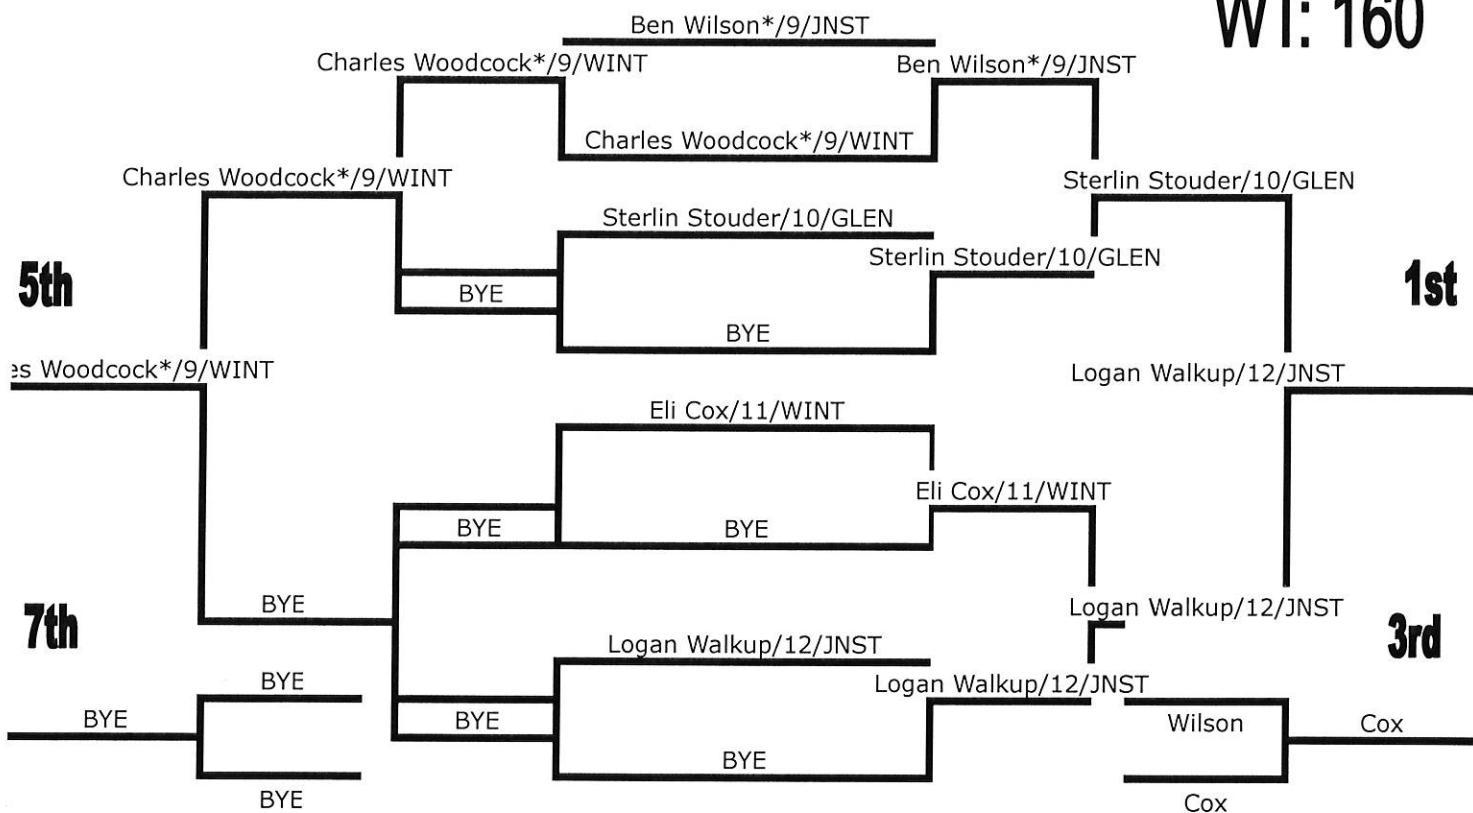 WT: 160
Ben Wilson*/9/JNST
Charles Woodcock*/9/WINT
Ben Wilson*/9/JNST
Charles Woodcock*/9/WINT
Charles Woodcock*/9/WINT
Sterlin Stouder/10/GLEN
Sterlin Stouder/10/GLEN
Sterlin Stouder/10/GLEN
5th
1st
BYE
BYE
es Woodcock*/9/WINT
Logan Walkup/12/JNST
Eli Cox/11/WINT
Eli Cox/11/WINT
BYE
BYE
BYE
Logan Walkup/12/JNST
7th
3rd
Logan Walkup/12/JNST
BYE
Logan Walkup/12/JNST
BYE
BYE
Wilson
Cox
BYE
BYE
Cox